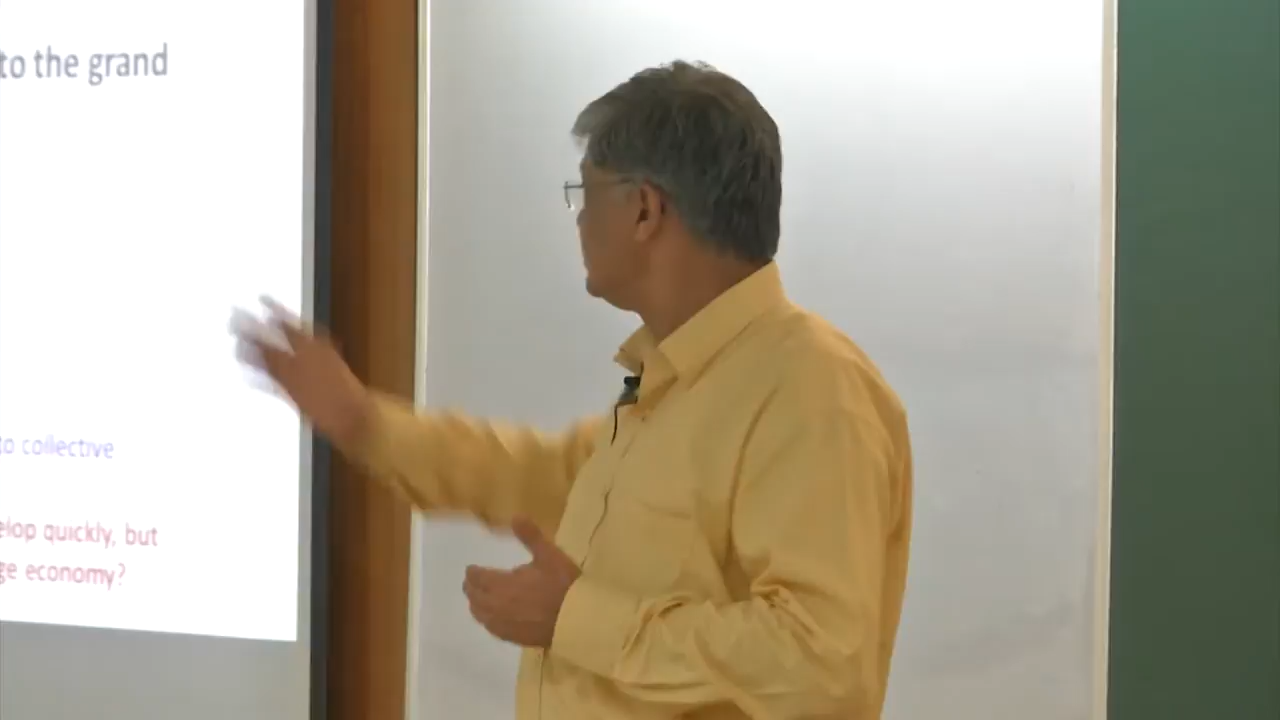 to the grand
to collective
elop quickly, but
ge economy?